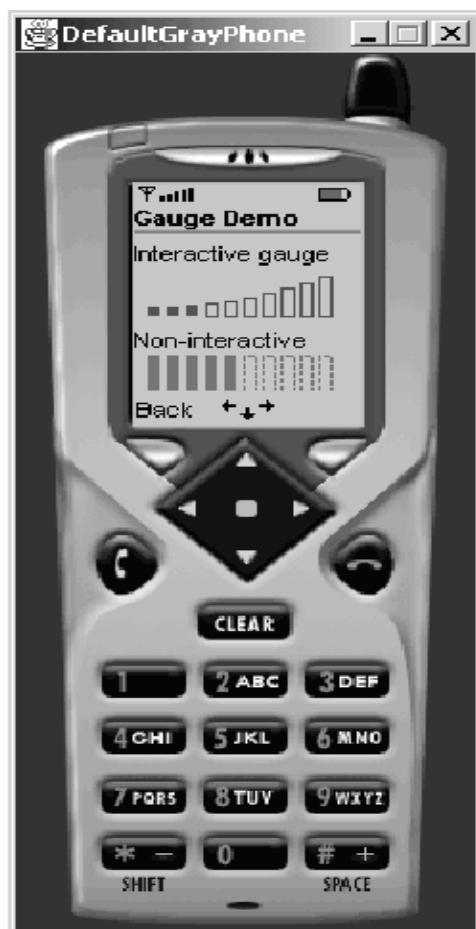 DefaultGrayPhone
Gauge Demo
Interactive gauge
Non-interactive
Back
CLEAR
1 2 ABC 3 DEF
4 GHI 5 JKL 6 MNO
7 PQRS 8 TUV 9 WXYZ
* - 0 # +
SHIFT SPACE